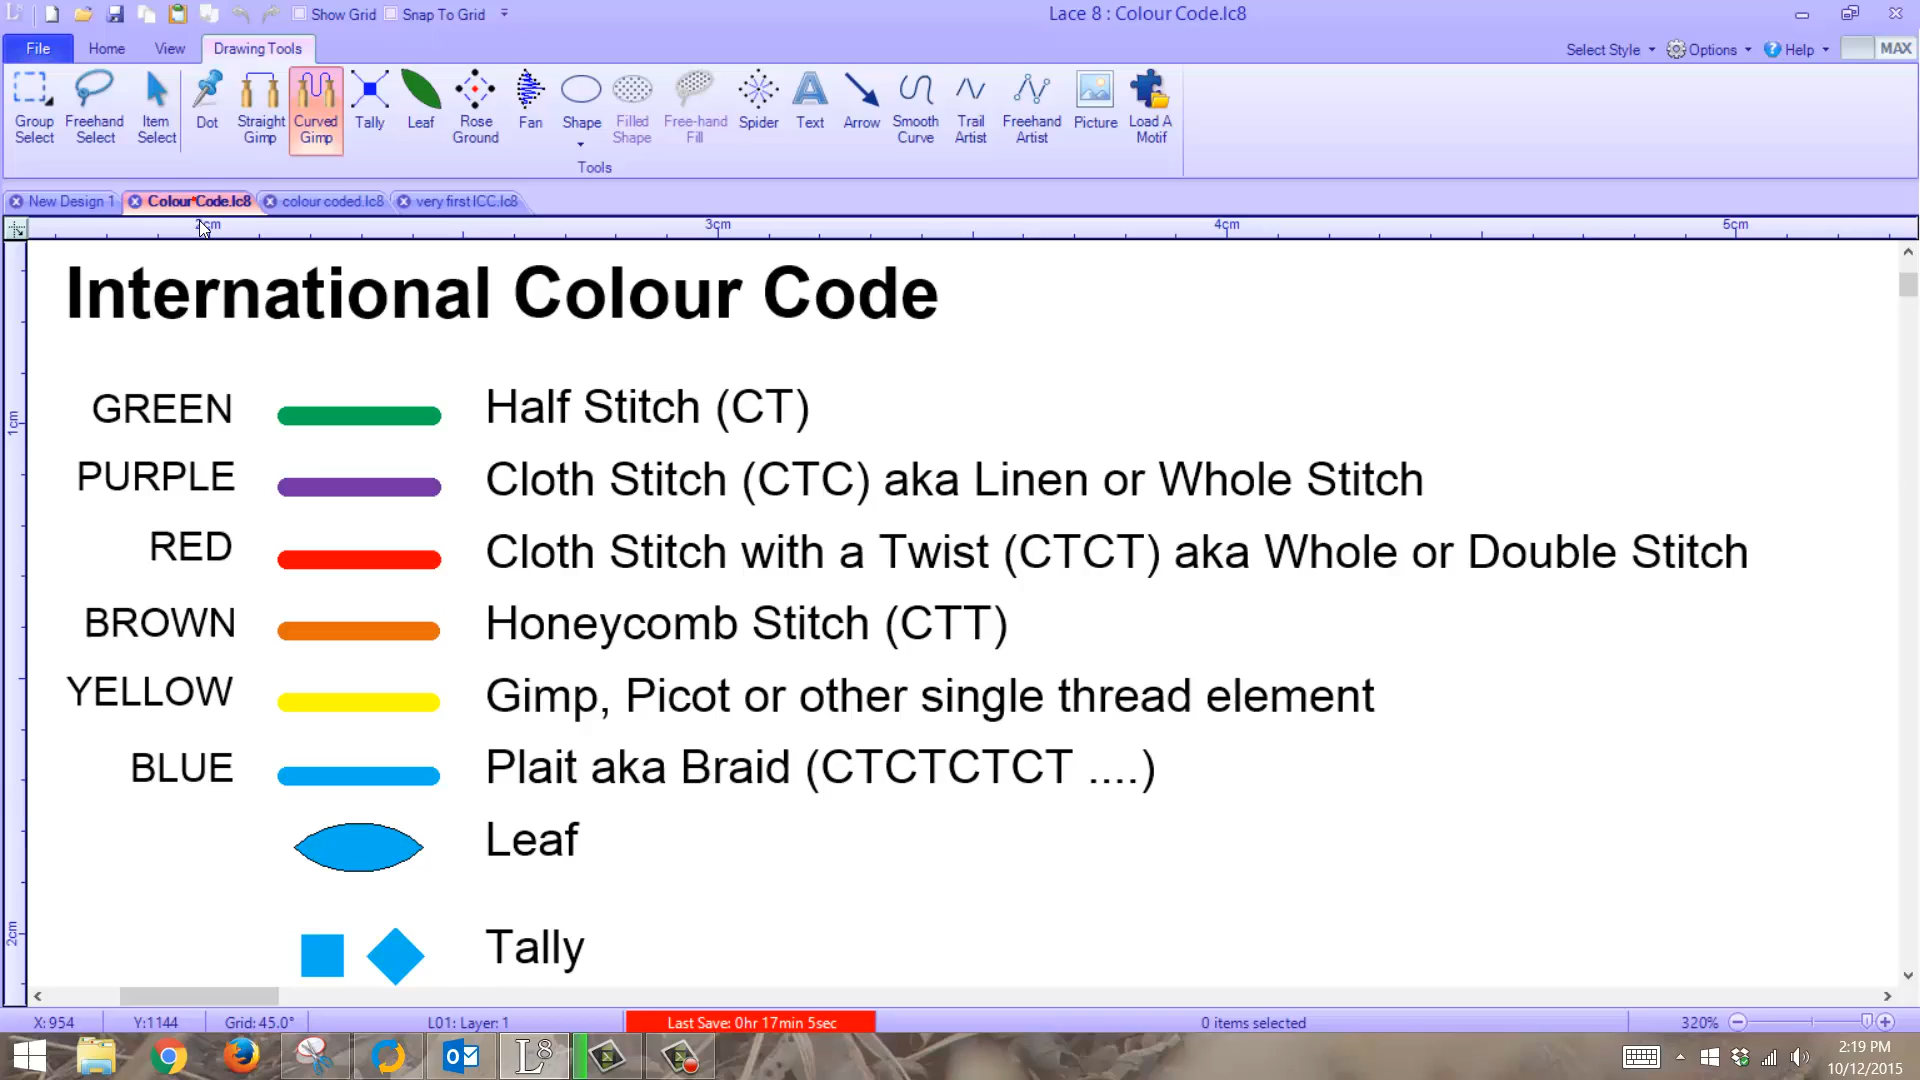 Show Grid Snap To Grid Lace 8 : Colour Code.lc8
File Home View Drawing Tools Select Style Options Help MAX
Group Select
Freehand Select
Item Select
Dot
Straight Gimp
Curved Gimp
Tally
Leaf
Rose Ground
Fan
Shape
Filled Shape
Free-hand Fill
Spider
Text
Arrow
Smooth Curve
Trail Artist
Freehand Artist
Picture
Load A Motif
Tools
New Design 1 Colour Code.lc8 colour coded.lc8 very first ICC.lc8
2cm 3cm 4cm 5cm
International Colour Code
GREEN Half Stitch (CT)
1cm
PURPLE Cloth Stitch (CTC) aka Linen or Whole Stitch
RED Cloth Stitch with a Twist (CTCT) aka Whole or Double Stitch
BROWN Honeycomb Stitch (CTT)
YELLOW Gimp, Picot or other single thread element
BLUE Plait aka Braid (CTCTCTCT ....)
Leaf
2cm
Tally
X: 954 Y:1144 Grid: 45.0° L01: Layer: 1 Last Save: 0hr 17min 5sec 0 items selected 320%
L8
2:19 PM
10/12/2015